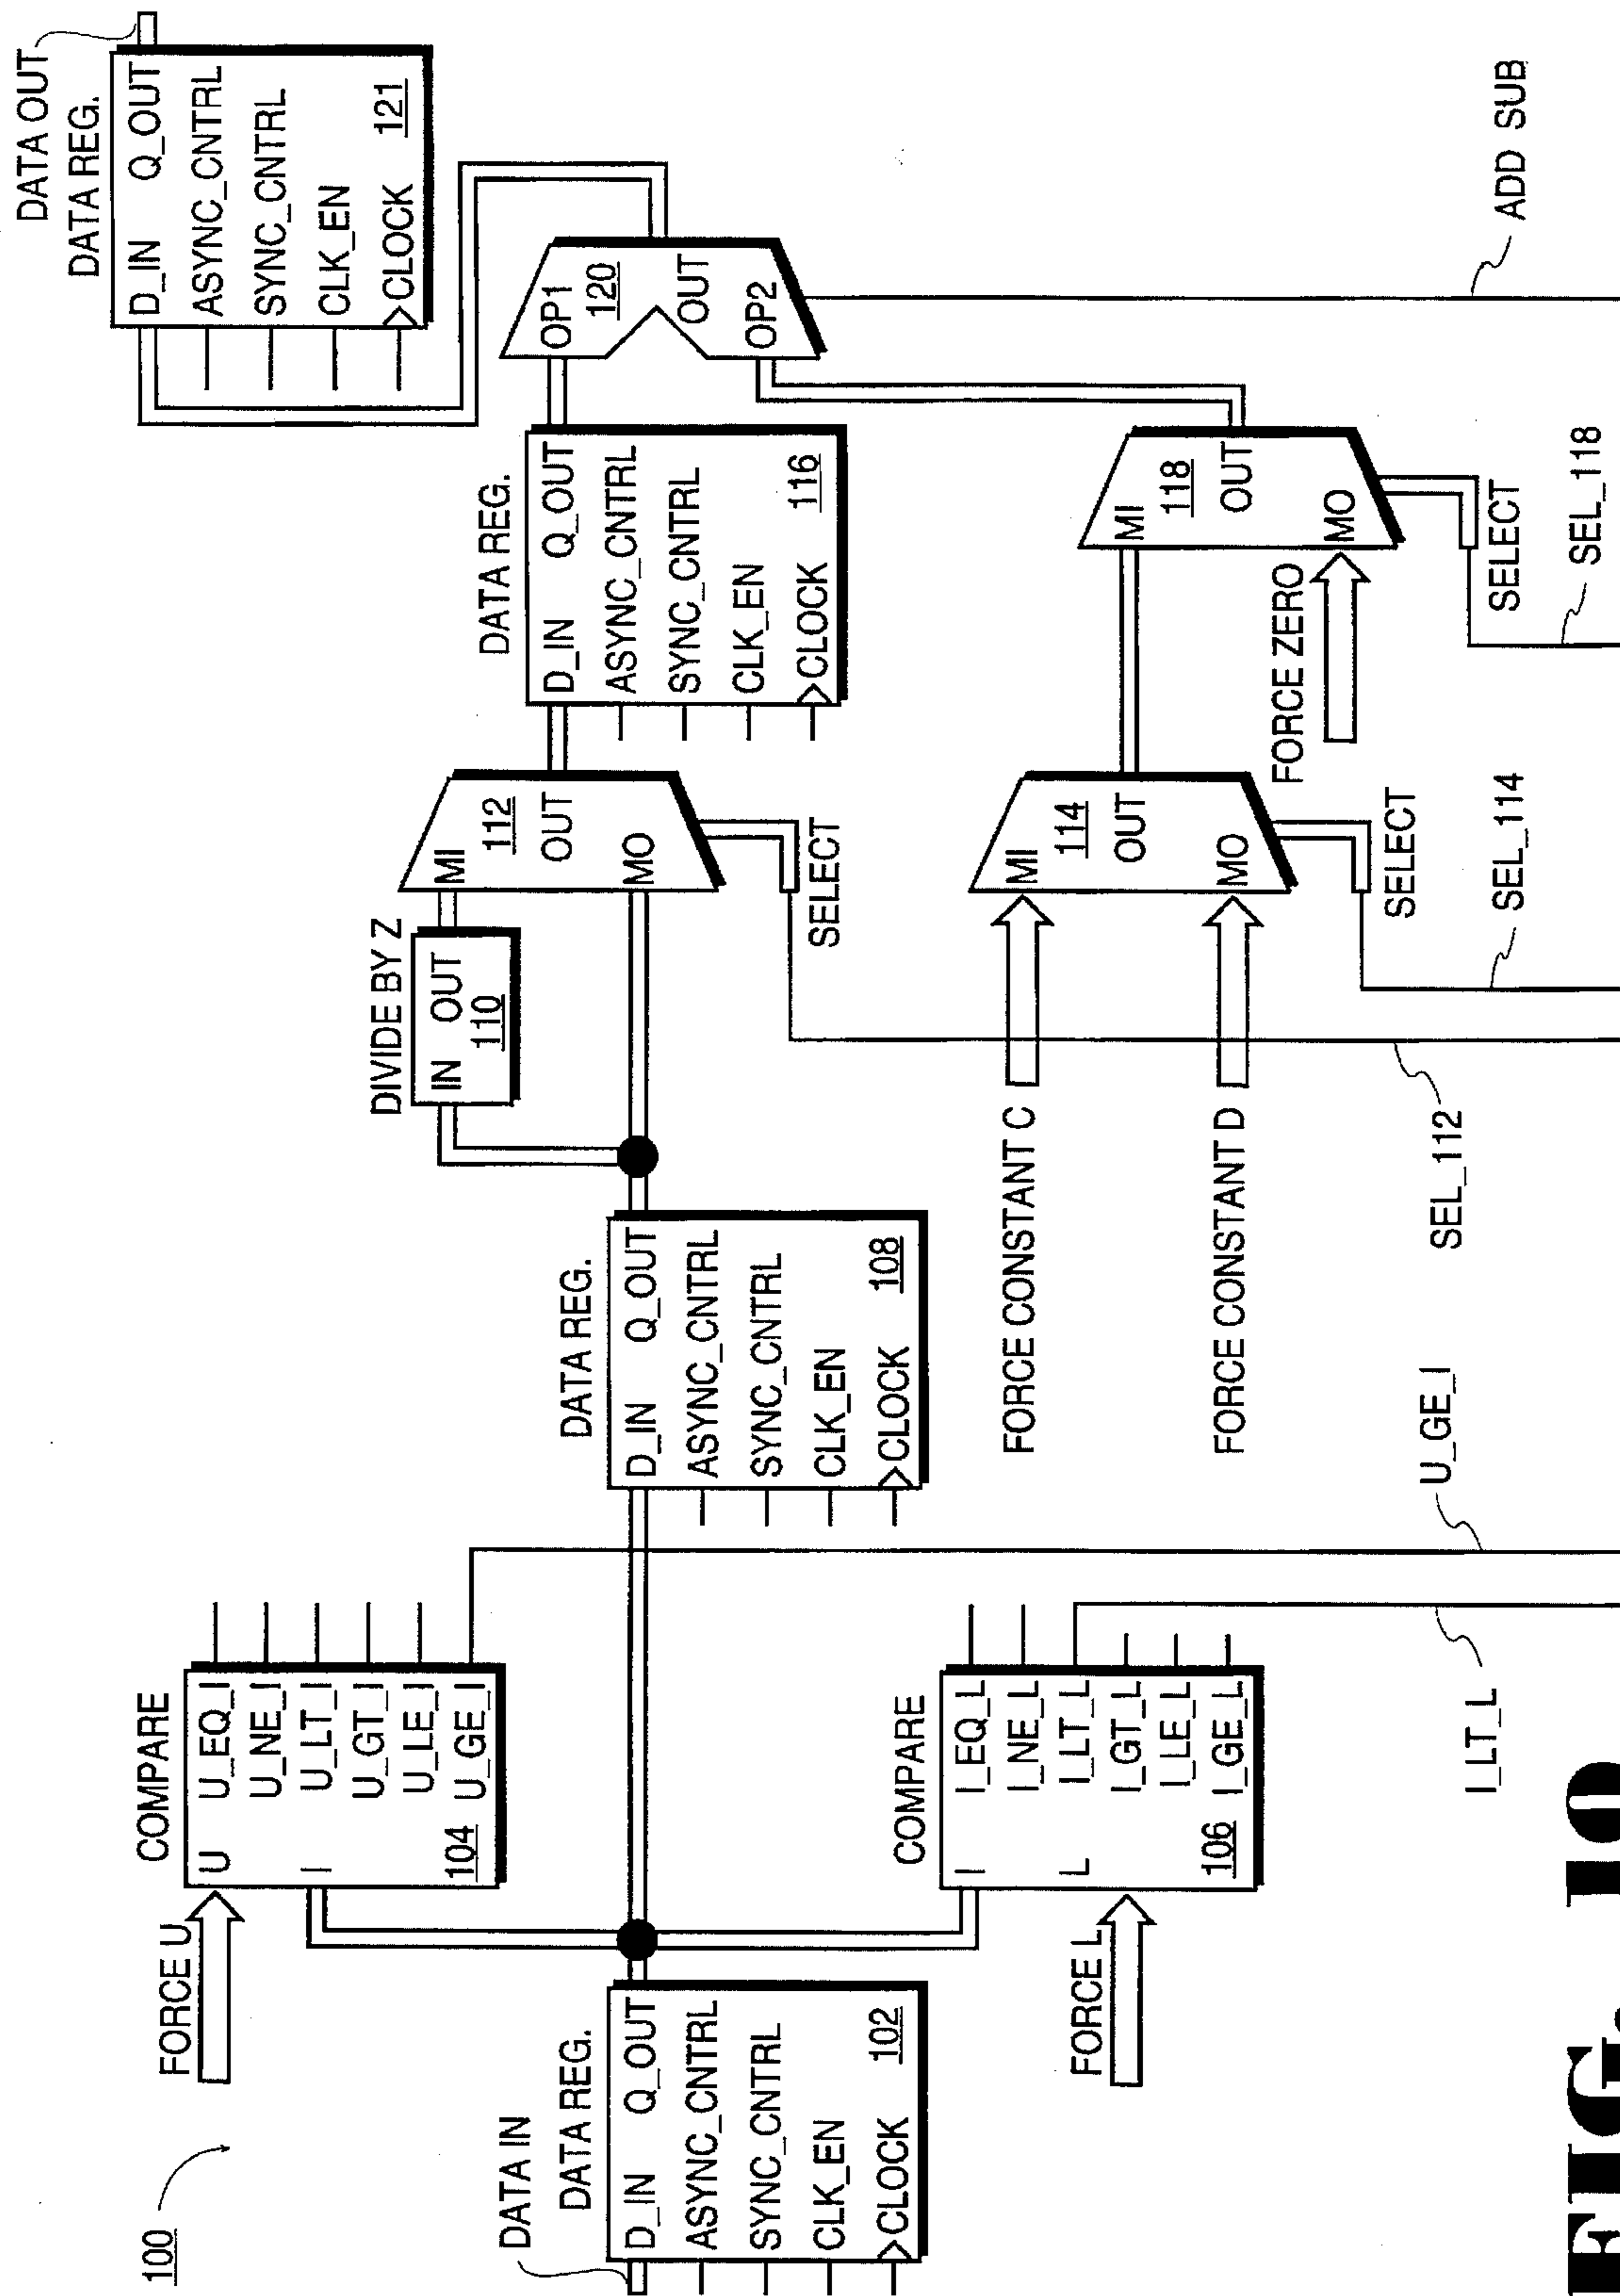 100
DATA IN
DATA REG.
D_IN Q_OUT
ASYNC_CNTRL
SYNC_CNTRL
CLK_EN
CLOCK 102
FORCE U
COMPARE
U U_EQ_I
U_NE_I
I U_LT_I
U_GT_I
U_LE_I
104 U_GE_I
FORCE L
COMPARE
I I_EQ_L
I_NE_L
L I_LT_L
I_GT_L
I_LE_L
106 I_GE_L
I_LT_L
U_GE_I
DATA REG.
D_IN Q_OUT
ASYNC_CNTRL
SYNC_CNTRL
CLK_EN
CLOCK 108
DIVIDE BY Z
IN OUT
110
MI
112
OUT
MO
SELECT
SEL_112
FORCE CONSTANT C
FORCE CONSTANT D
MI
114
OUT
MO
SELECT
SEL_114
DATA REG.
D_IN Q_OUT
ASYNC_CNTRL
SYNC_CNTRL
CLK_EN
CLOCK 116
FORCE ZERO
MI
118
OUT
MO
SELECT
SEL_118
OP1
120
OUT
OP2
ADD SUB
DATA OUT
DATA REG.
D_IN Q_OUT
ASYNC_CNTRL
SYNC_CNTRL
CLK_EN
CLOCK 121